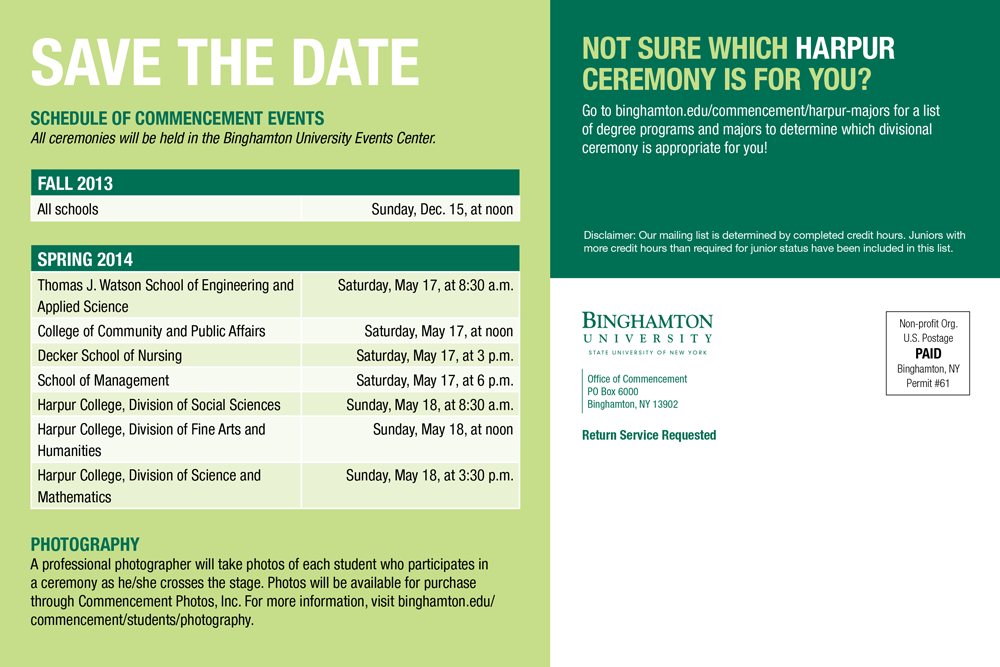 SAVE THE DATE
SCHEDULE OF COMMENCEMENT EVENTS
All ceremonies will be held in the Binghamton University Events Center.
FALL 2013
All schools Sunday, Dec. 15, at noon
SPRING 2014
Thomas J. Watson School of Engineering and Saturday, May 17, at 8:30 a.m.
Applied Science
College of Community and Public Affairs Saturday, May 17, at noon
Decker School of Nursing Saturday, May 17, at 3 p.m.
School of Management Saturday, May 17, at 6 p.m.
Harpur College, Division of Social Sciences Sunday, May 18, at 8:30 a.m.
Harpur College, Division of Fine Arts and Sunday, May 18, at noon
Humanities
Harpur College, Division of Science and Sunday, May 18, at 3:30 p.m.
Mathematics
PHOTOGRAPHY
A professional photographer will take photos of each student who participates in
a ceremony as he/she crosses the stage. Photos will be available for purchase
through Commencement Photos, Inc. For more information, visit binghamton.edu/
commencement/students/photography.
NOT SURE WHICH HARPUR
CEREMONY IS FOR YOU?
Go to binghamton.edu/commencement/harpur-majors for a list
of degree programs and majors to determine which divisional
ceremony is appropriate for you!
Disclaimer: Our mailing list is determined by completed credit hours. Juniors with
more credit hours than required for junior status have been included in this list.
BINGHAMTON
UNIVERSITY
STATE UNIVERSITY OF NEW YORK
Office of Commencement
PO Box 6000
Binghamton, NY 13902
Return Service Requested
Non-profit Org.
U.S. Postage
PAID
Binghamton, NY
Permit #61